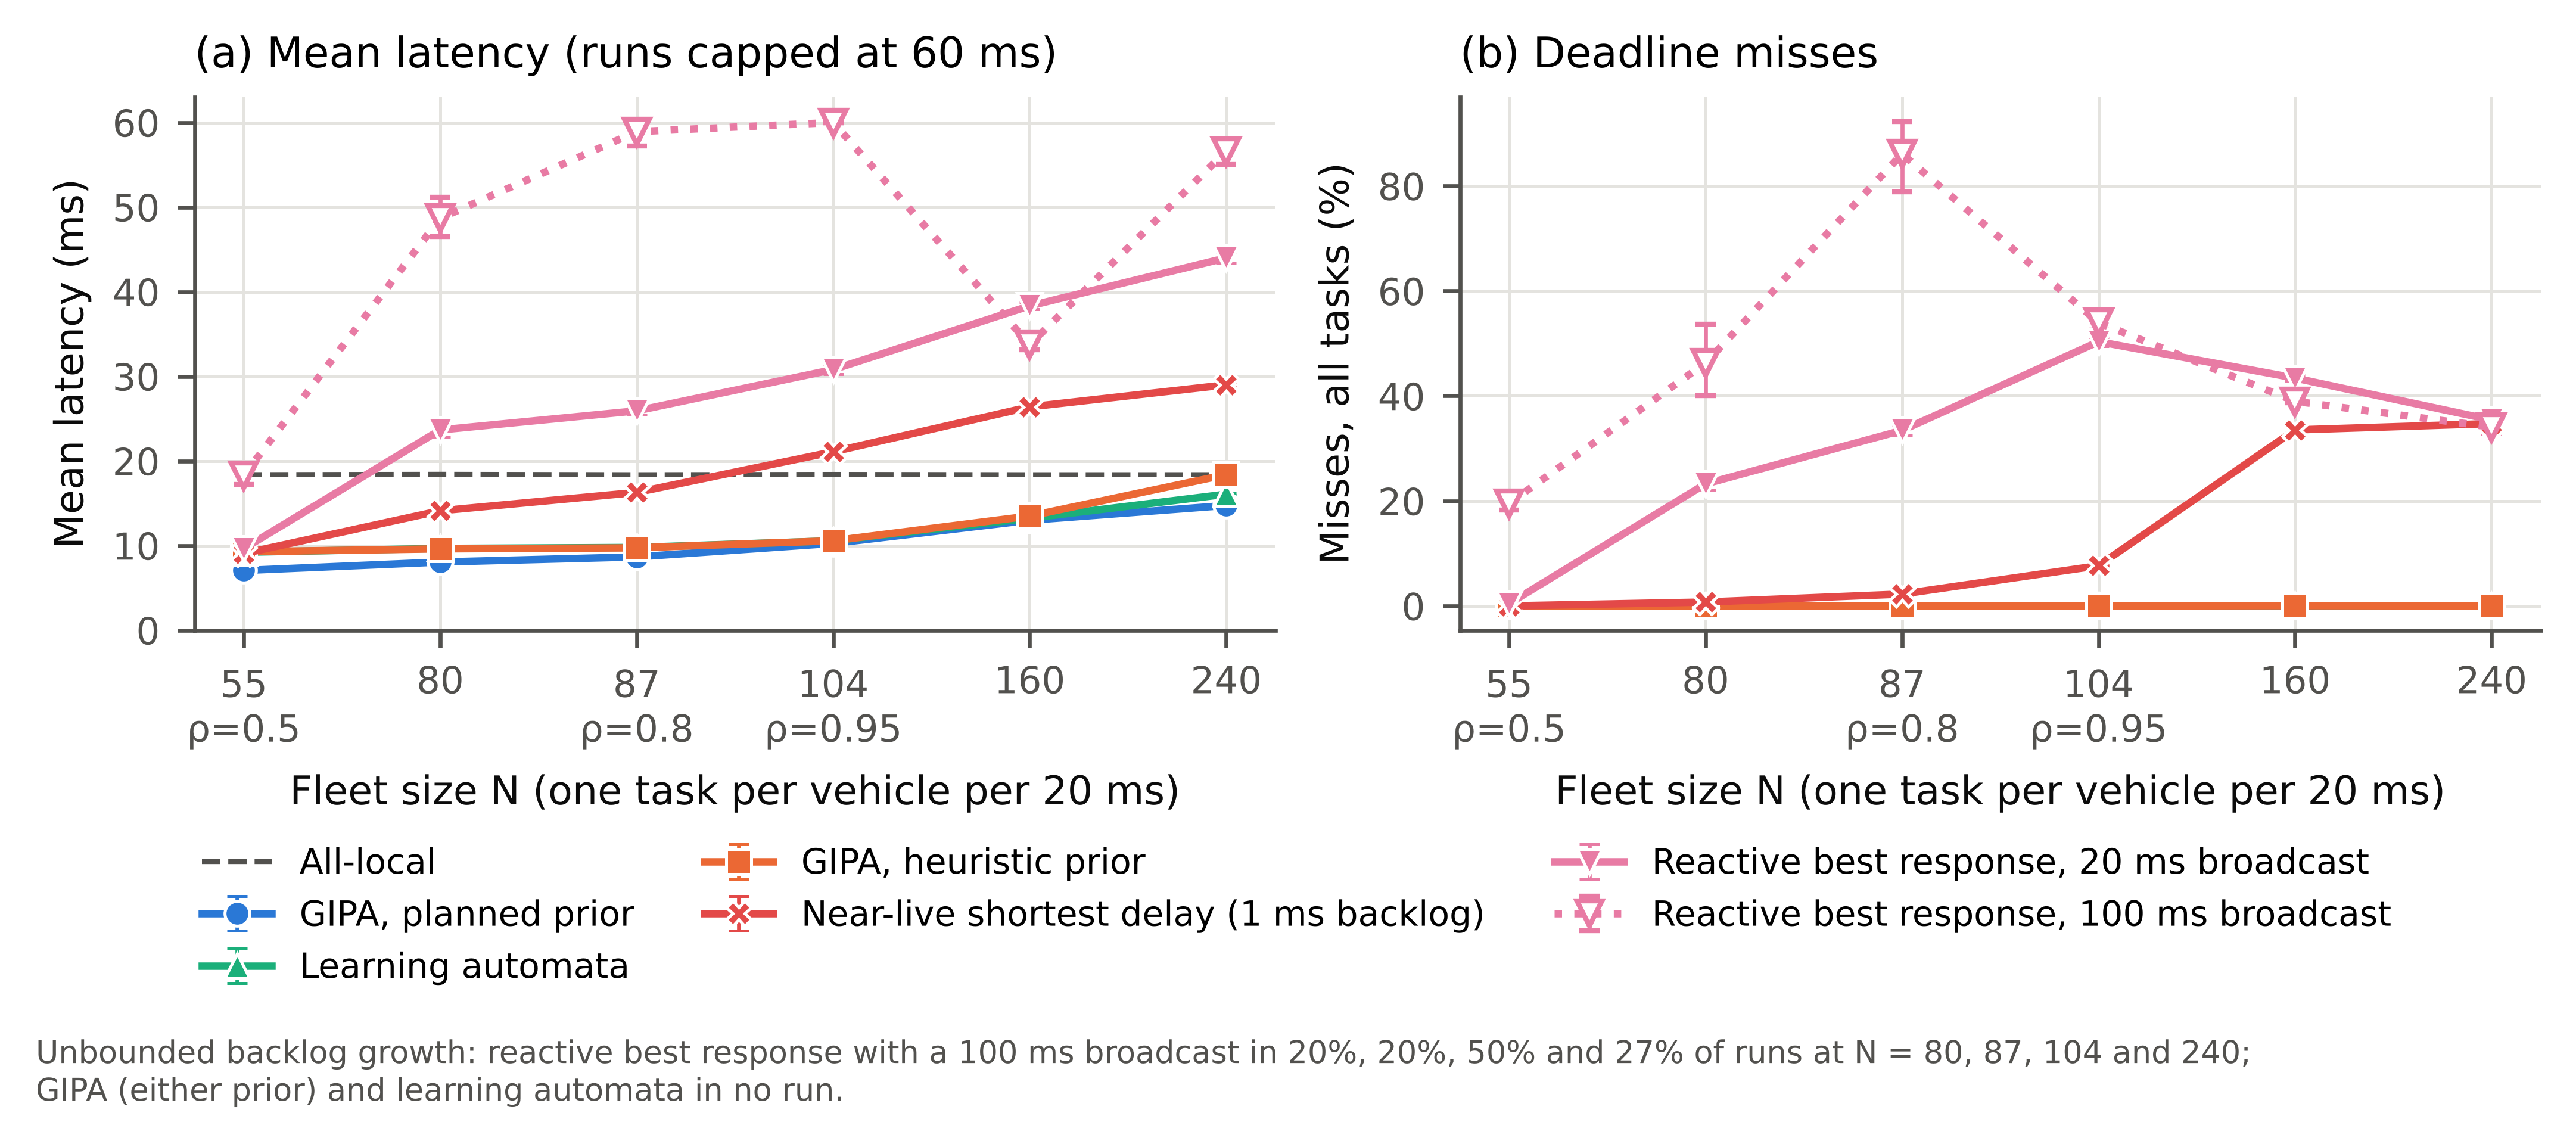 (a) Mean latency (runs capped at 60 ms)
Mean latency (ms)
60
50
40
30
20
10
0
55
ρ=0.5
80
87
ρ=0.8
104
ρ=0.95
160
240
Fleet size N (one task per vehicle per 20 ms)
(b) Deadline misses
Misses, all tasks (%)
80
60
40
20
0
55
ρ=0.5
80
87
ρ=0.8
104
ρ=0.95
160
240
Fleet size N (one task per vehicle per 20 ms)
All-local
GIPA, planned prior
Learning automata
GIPA, heuristic prior
Near-live shortest delay (1 ms backlog)
Reactive best response, 20 ms broadcast
Reactive best response, 100 ms broadcast
Unbounded backlog growth: reactive best response with a 100 ms broadcast in 20%, 20%, 50% and 27% of runs at N = 80, 87, 104 and 240;
GIPA (either prior) and learning automata in no run.